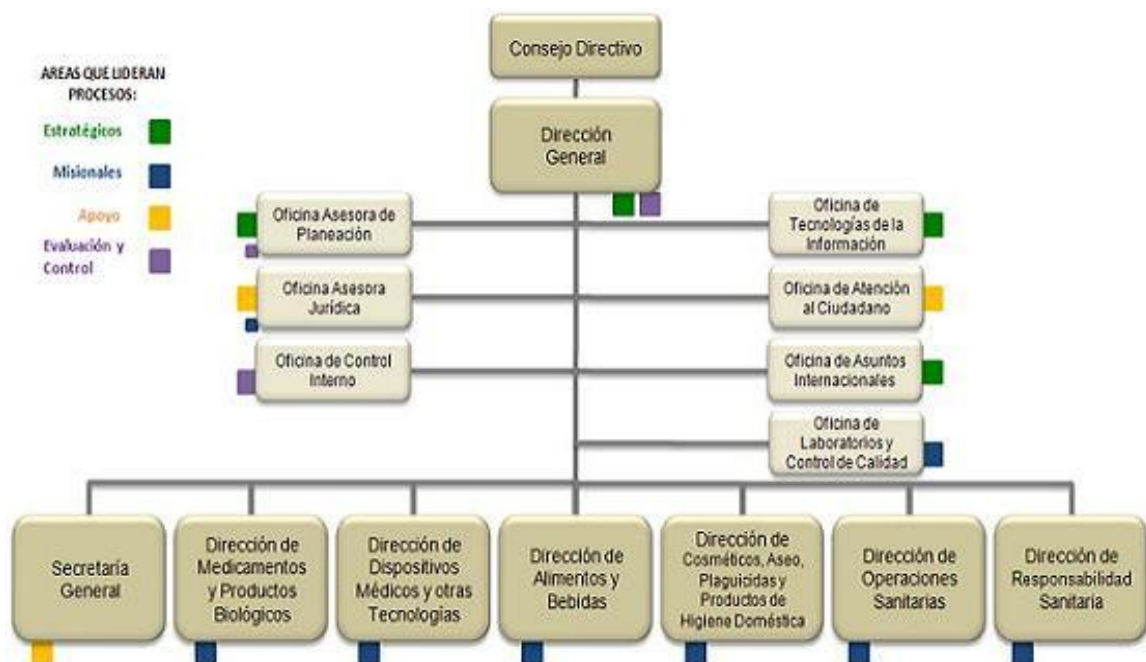 Consejo Directivo
AREAS QUE LIDERAN
PROCESOS:
Estratégicos
Misionales
Apoyo
Evaluación y
Control
Dirección
General
Oficina Asesora de
Planeación
Oficina de
Tecnologías de la
Información
Oficina Asesora
Jurídica
Oficina de Atención
al Ciudadano
Oficina de Control
Interno
Oficina de Asuntos
Internacionales
Oficina de
Laboratorios y
Control de Calidad
Secretaría
General
Dirección de
Medicamentos
y Productos
Biológicos
Dirección de
Dispositivos
Médicos y otras
Tecnologías
Dirección de
Alimentos y
Bebidas
Dirección de
Cosméticos, Aseo,
Plaguicidas y
Productos de
Higiene Doméstica
Dirección de
Operaciones
Sanitarias
Dirección de
Responsabilidad
Sanitaria